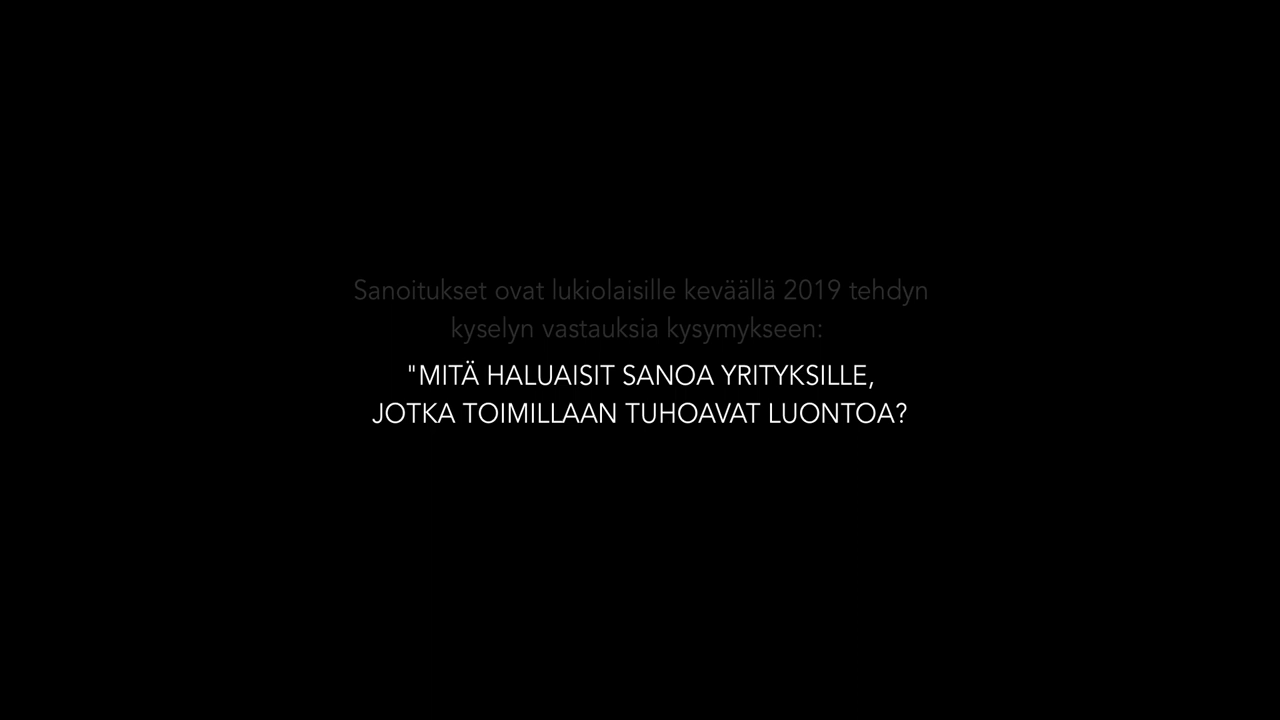 Sanoitukset ovat lukiolaisille keväällä 2019 tehdyn
kyselyn vastauksia kysymykseen:
"MITÄ HALUAISIT SANOA YRITYKSILLE,
JOTKA TOIMILLAAN TUHOAVAT LUONTOA?